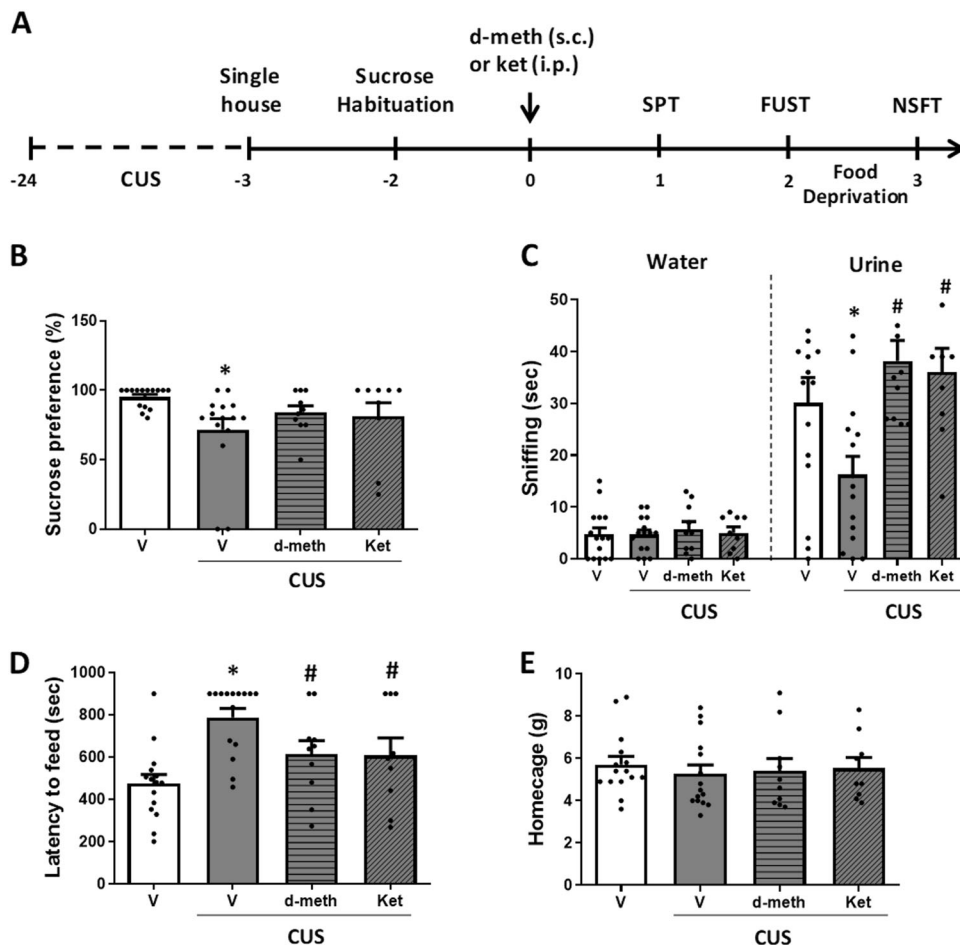 A
d-meth (s.c.)
or ket (i.p.)
Single
house
Sucrose
Habituation
SPT
FUST
NSFT
-24
CUS
-3
-2
0
1
2
Food
Deprivation
3
B
Sucrose preference (%)
150
100
50
0
*
V
V
d-meth
Ket
CUS
C
Water
Urine
Sniffing (sec)
50
40
30
20
10
0
*
#
#
V
V
d-meth
Ket
CUS
V
V
d-meth
Ket
CUS
D
Latency to feed (sec)
1000
800
600
400
200
0
*
#
#
V
V
d-meth
Ket
CUS
E
Homecage (g)
10
8
6
4
2
0
V
V
d-meth
Ket
CUS